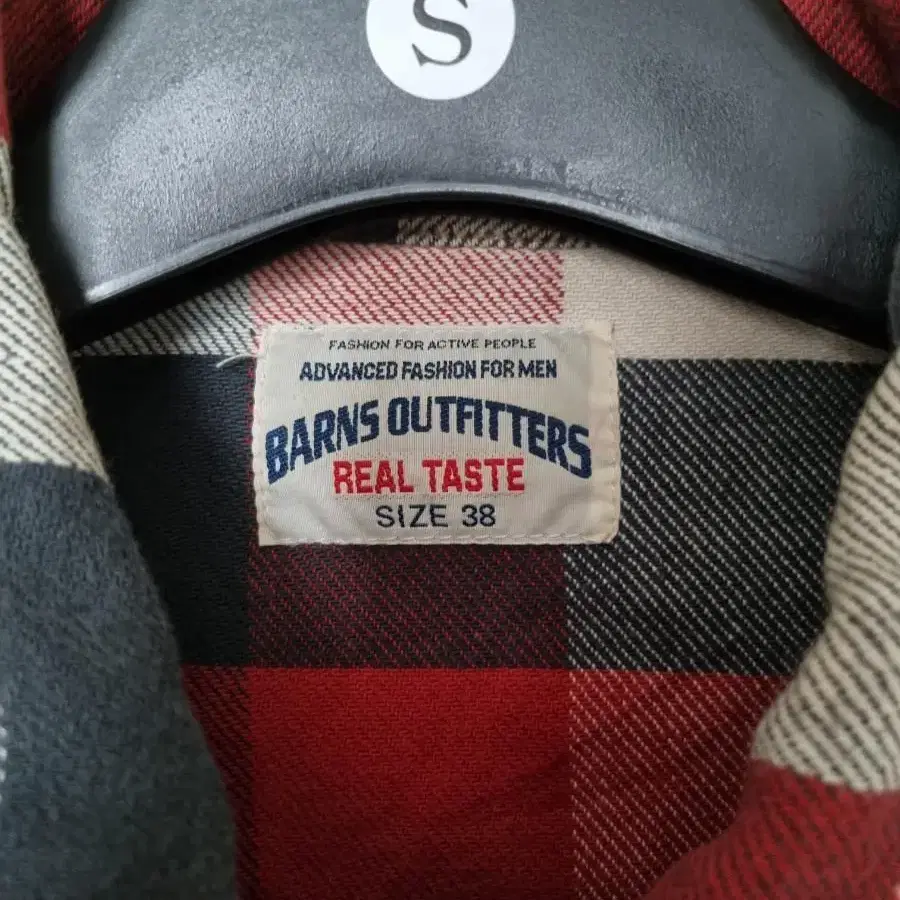 S
FASHION FOR ACTIVE PEOPLE
ADVANCED FASHION FOR MEN
BARNS OUTFITTERS
REAL TASTE
SIZE 38